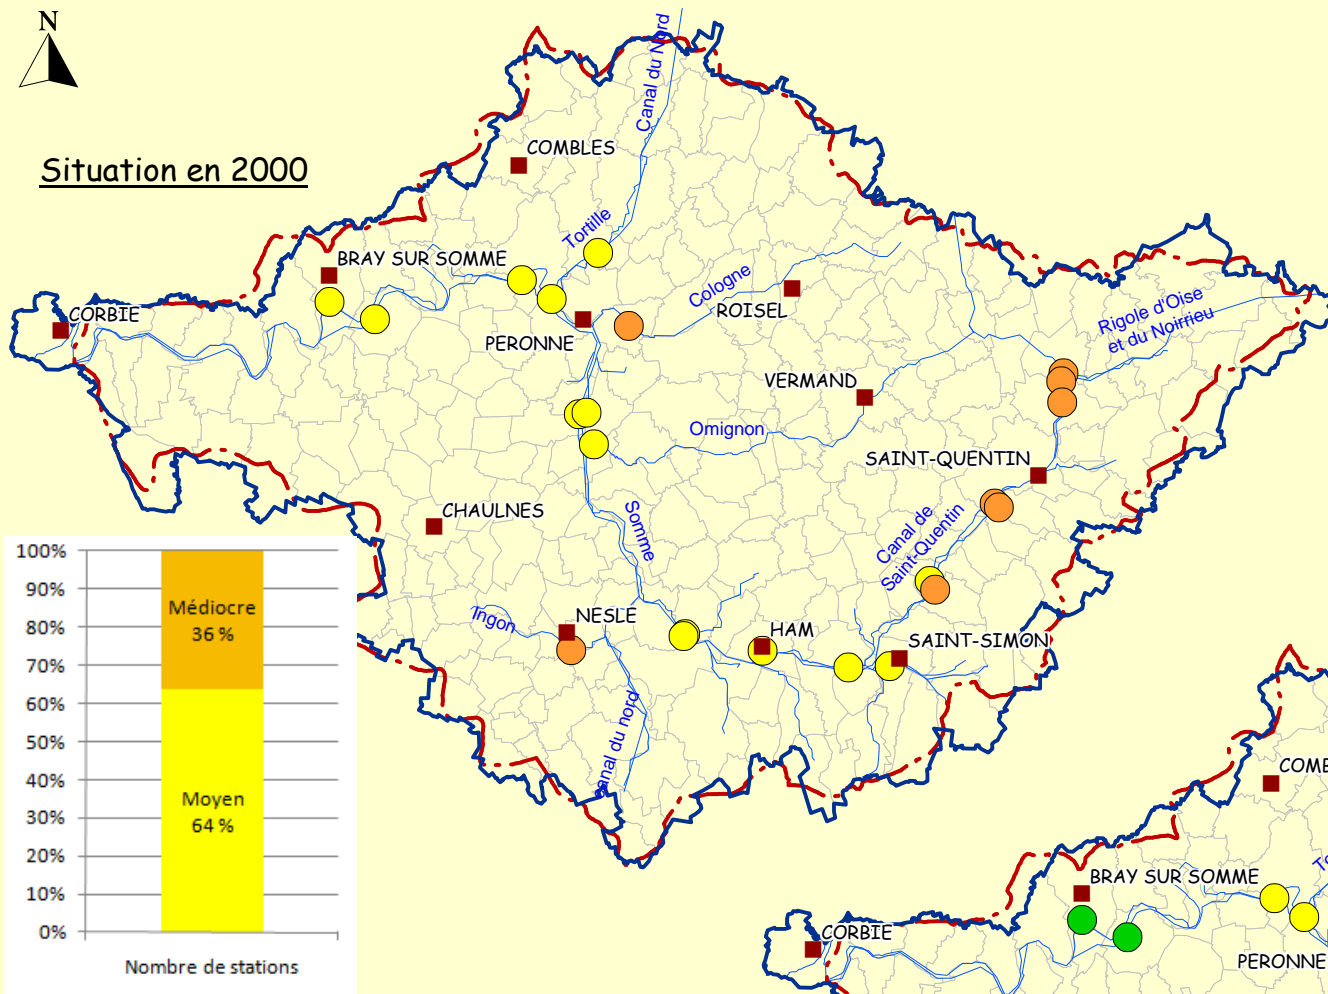 N
Situation en 2000
Canal du Nord
COMBLES
Tortille
BRAY SUR SOMME
Cologne
ROISEL
CORBIE
PERONNE
Rigole d'Oise
et du Noirrieu
VERMAND
Omignon
SAINT-QUENTIN
CHAULNES
Somme
Canal de
Saint-Quentin
Ingon
NESLE
HAM
SAINT-SIMON
canal du nord
100%
90%
80%
70%
60%
50%
40%
30%
20%
10%
0%
Médiocre
36 %
Moyen
64 %
Nombre de stations
COMB
To
BRAY SUR SOMME
CORBIE
PERONNE